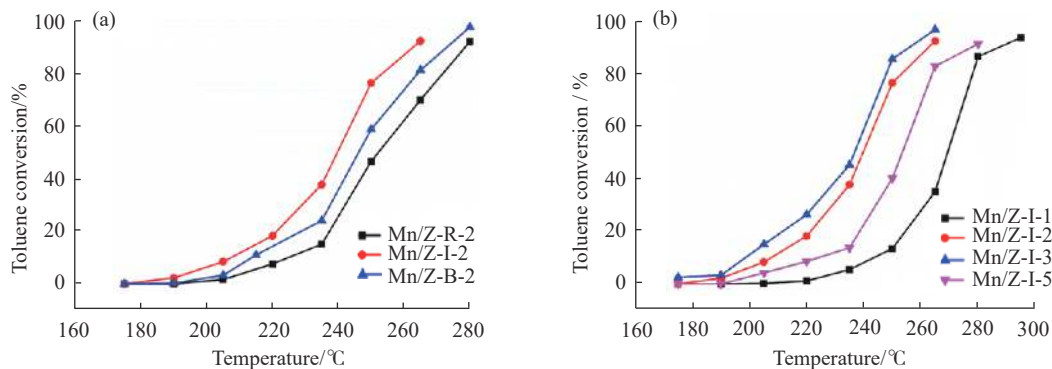 (a)
100
80
60
40
20
0
Toluene conversion/%
160 180 200 220 240 260 280
Temperature/℃
Mn/Z-R-2
Mn/Z-I-2
Mn/Z-B-2
(b)
100
80
60
40
20
0
Toluene conversion / %
160 180 200 220 240 260 280 300
Temperature/℃
Mn/Z-I-1
Mn/Z-I-2
Mn/Z-I-3
Mn/Z-I-5